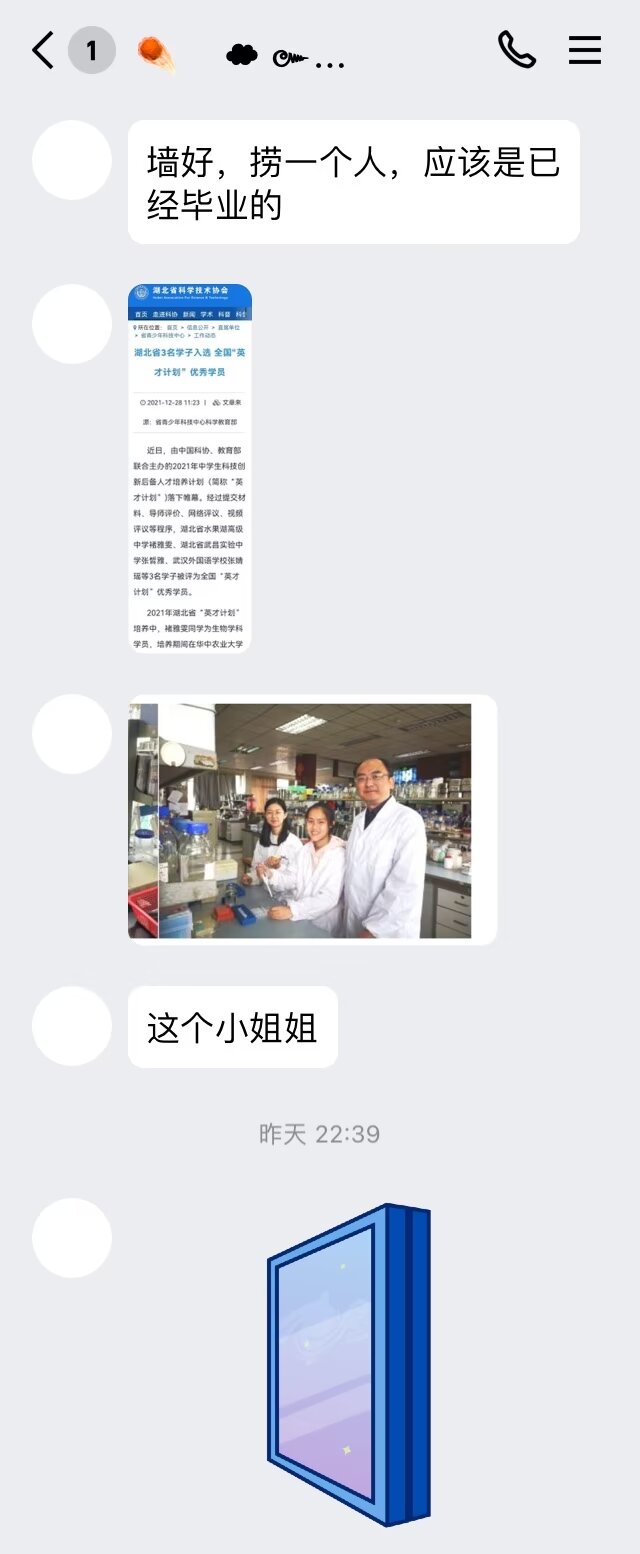 1
...
墙好，捞一个人，应该是已
经毕业的
湖北省科学技术协会
Hubei Association For Science & Technology
首页 走进科协 新闻 学术 科普 科创
所在位置： 首页 > 信息公开 > 直属单位
> 省青少年科技中心 > 工作动态
湖北省3名学子入选 全国“英
才计划”优秀学员
2021-12-28 11:23 | 文章来
源：省青少年科技中心科学教育部
近日，由中国科协、教育部
联合主办的2021年中学生科技创
新后备人才培养计划（简称“英
才计划”)落下帷幕。经过提交材
料、导师评价、网络评议、视频
评议等程序，湖北省水果湖高级
中学褚雅雯、湖北省武昌实验中
学张皙雅、武汉外国语学校张婧
瑶等3名学子被评为全国“英才
计划”优秀学员。
2021年湖北省“英才计划”
培养中，褚雅雯同学为生物学科
学员，培养期间在华中农业大学
这个小姐姐
昨天 22:39